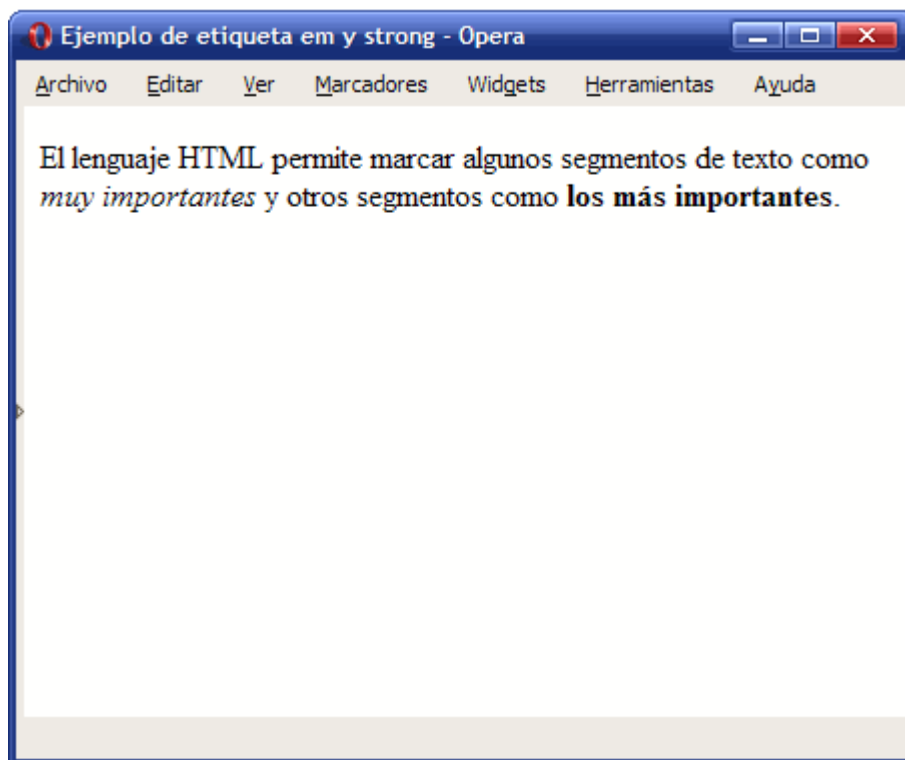 Ejemplo de etiqueta em y strong - Opera
Archivo Editar Ver Marcadores Widgets Herramientas Ayuda
El lenguaje HTML permite marcar algunos segmentos de texto como
muy importantes y otros segmentos como los más importantes.